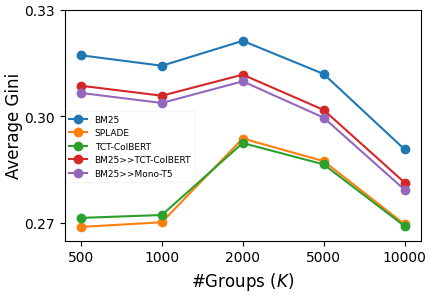 0.33
0.30
0.27
Average Gini
BM25
SPLADE
TCT-ColBERT
BM25>>TCT-ColBERT
BM25>>Mono-T5
500 1000 2000 5000 10000
#Groups (K)